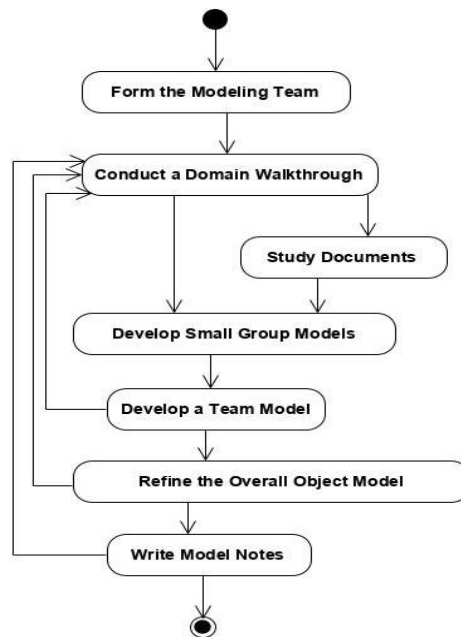 Form the Modeling Team
Conduct a Domain Walkthrough
Study Documents
Develop Small Group Models
Develop a Team Model
Refine the Overall Object Model
Write Model Notes